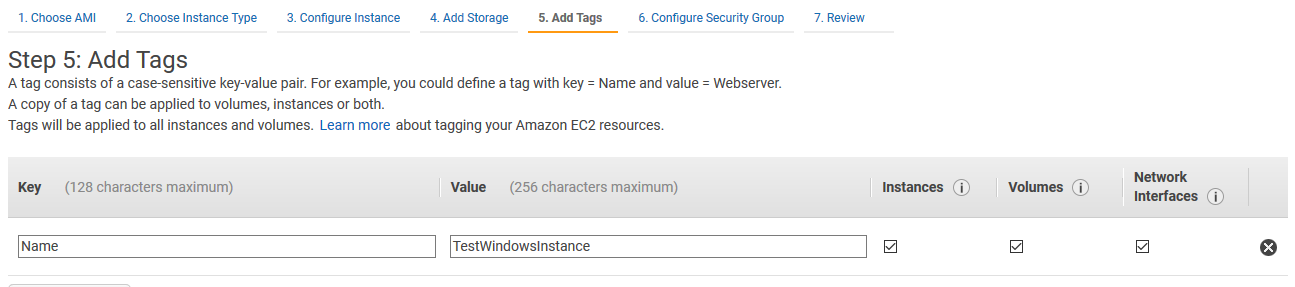 1. Choose AMI 2. Choose Instance Type 3. Configure Instance 4. Add Storage 5. Add Tags 6. Configure Security Group 7. Review
Step 5: Add Tags
A tag consists of a case-sensitive key-value pair. For example, you could define a tag with key = Name and value = Webserver.
A copy of a tag can be applied to volumes, instances or both.
Tags will be applied to all instances and volumes. Learn more about tagging your Amazon EC2 resources.
Key (128 characters maximum) Value (256 characters maximum) Instances Volumes Network
Interfaces
Name TestWindowsInstance